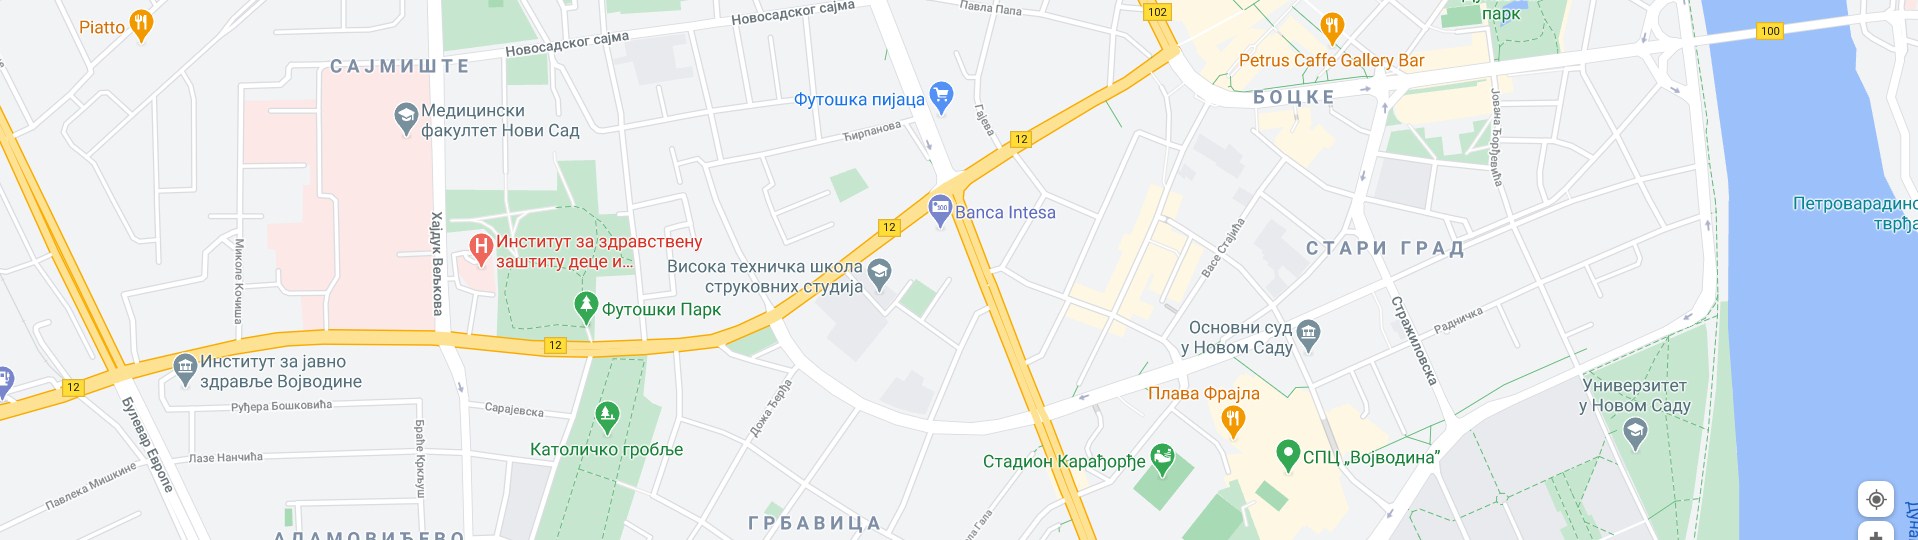 Piatto
Новосадског сајма
Новосадског сајма
САЈМИШТЕ
Медицински
факултет Нови Сад
Павла Папа
102
парк
Petrus Caffe Gallery Bar
100
БОЦКЕ
Футошка пијаца
Гајева
Ћирпанова
12
Јована Ђорђевића
Banca Intesa
12
Петроварадинс
тврђа
СТАРИ ГРАД
Васе Стајића
Хајдук Вељкова
Институт за здравствену
заштиту деце и...
Висока техничка школа
струковних студија
Миколе Кочиша
Футошки Парк
12
Основни суд
у Новом Саду
Радничка
Стражиловска
Институт за јавно
здравље Војводине
12
Универзитет
у Новом Саду
Плава Фрајла
Руђера Бошковића
Сарајевска
Дожа Ђерђа
Булевар Европе
Браће Кркљуш
Католичко гробље
Лазе Нанчића
Павлека Мишкине
Стадион Карађорђе
СПЦ „Војводина”
ГРБАВИЦА
АДАМОВИЋЕВО
Гала
Дуна